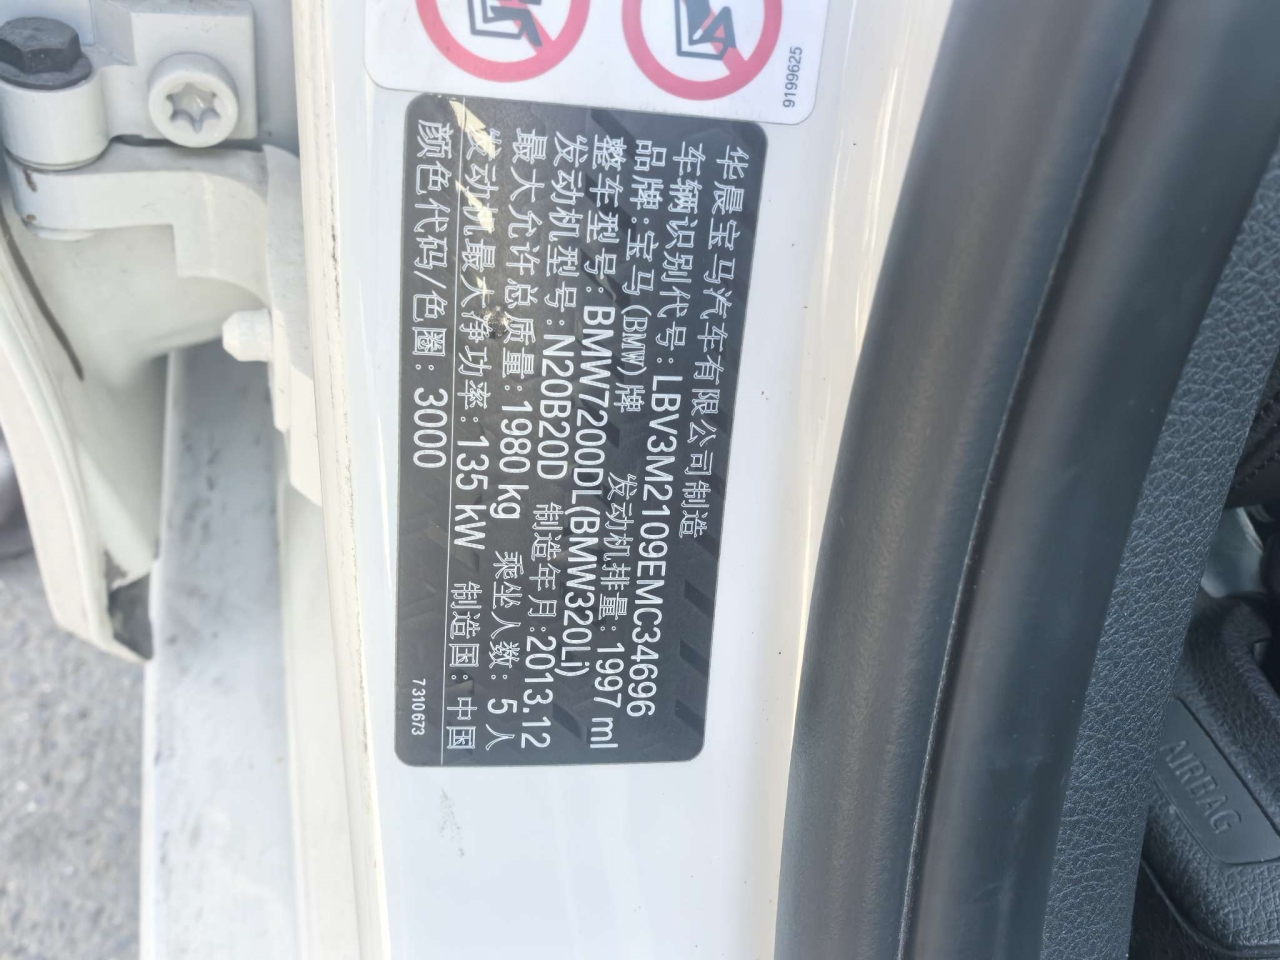 9199625
华晨宝马汽车有限公司制造
车辆识别代号:LBV3M2109EMC34696
品牌:宝马(BMW)牌 发动机排量:1997 ml
整车型号:BMW7200DL(BMW320Li)
发动机型号:N20B20D 制造年月:2013.12
最大允许总质量:1980 kg 乘坐人数:5人
发动机最大净功率:135 kW 制造国:中国
颜色代码/色圈:3000
7310673
AIRBAG